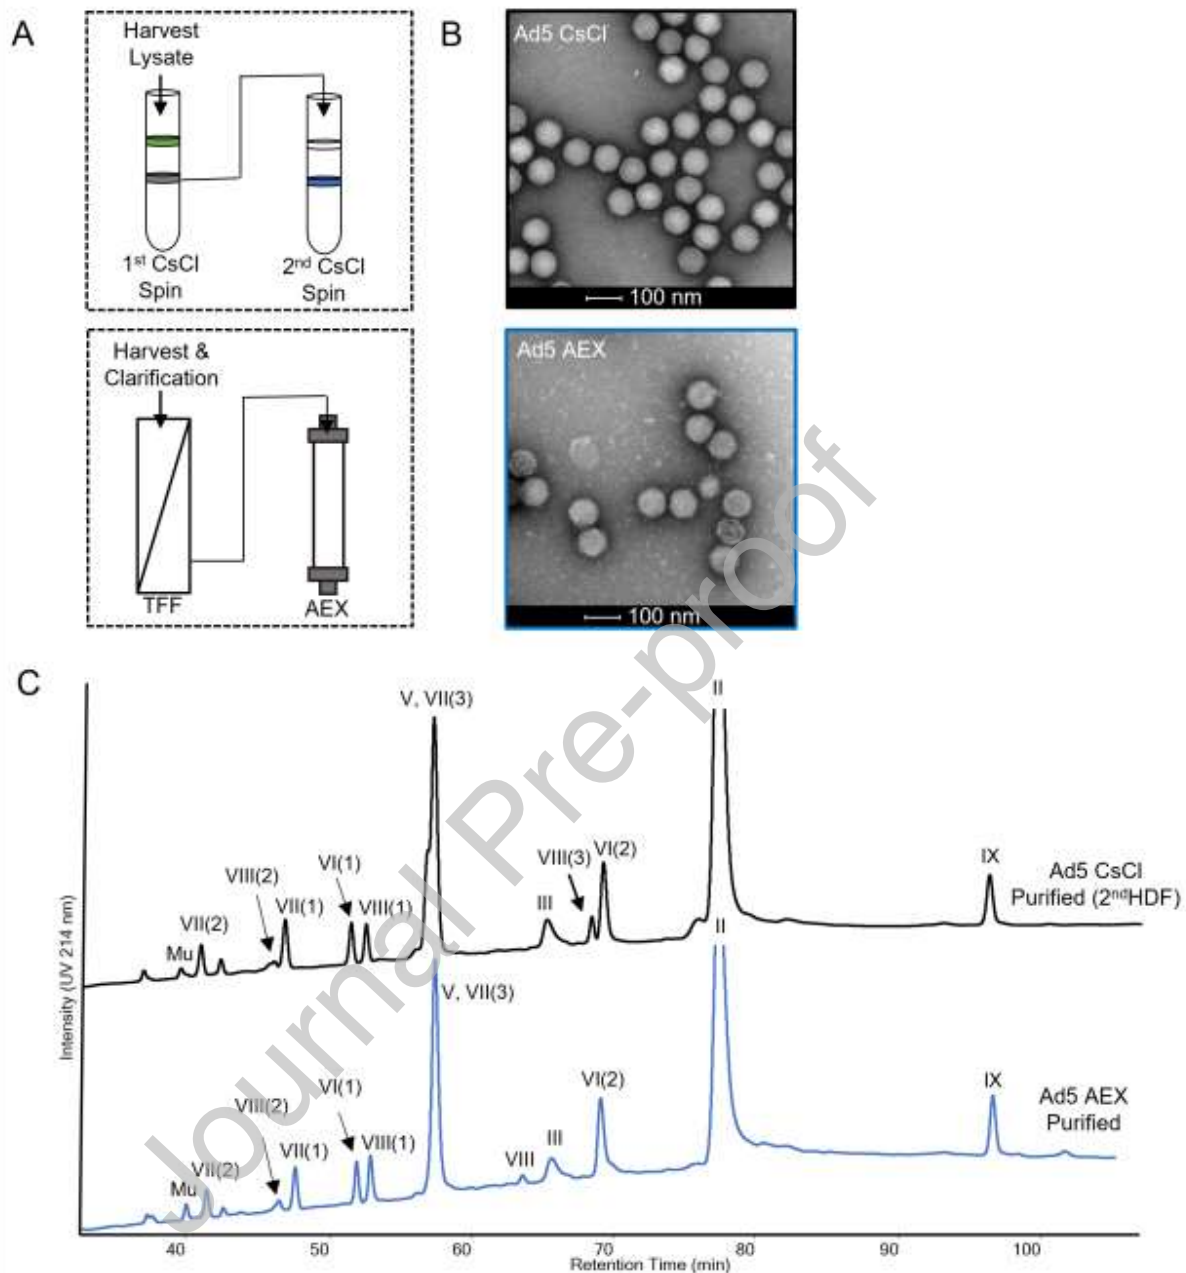 A
Harvest
Lysate
1st CsCl
Spin
2nd CsCl
Spin
Harvest &
Clarification
TFF
AEX
B
Ad5 CsCl
100 nm
Ad5 AEX
100 nm
C
Intensity (UV 214 nm)
Mu
VII(2)
VIII(2)
VII(1)
VI(1)
VIII(1)
V, VII(3)
III
VIII(3)
VI(2)
II
IX
Ad5 CsCl
Purified (2ndHDF)
Mu
VII(2)
VIII(2)
VII(1)
VI(1)
VIII(1)
V, VII(3)
VIII
III
VI(2)
II
IX
Ad5 AEX
Purified
40 50 60 70 80 90 100
Retention Time (min)
Journal Pre-proof